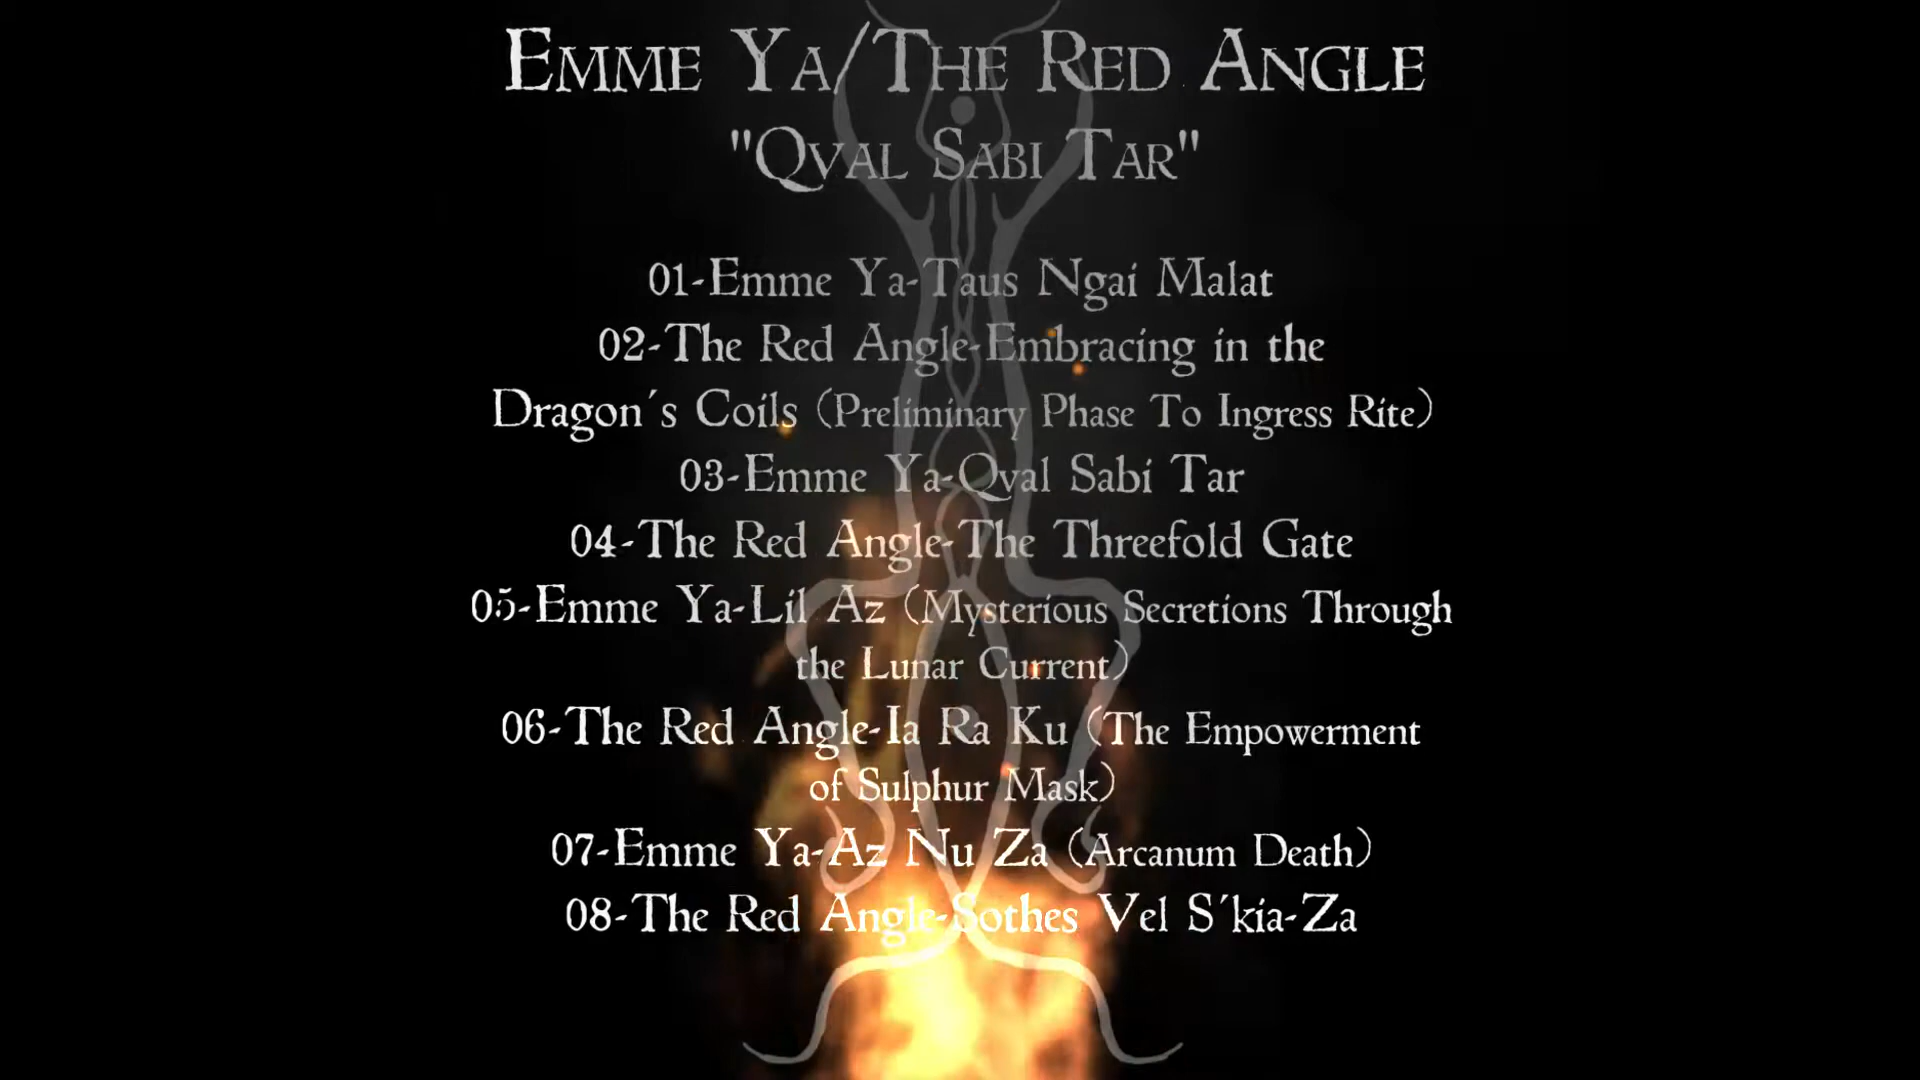 Emme Ya/The Red Angle
"Qval Sabi Tar"
01-Emme Ya-Taus Ngai Malat
02-The Red Angle-Embracing in the
Dragon´s Coils (Preliminary Phase To Ingress Rite)
03-Emme Ya-Qval Sabi Tar
04-The Red Angle-The Threefold Gate
05-Emme Ya-Lil Az (Mysterious Secretions Through
the Lunar Current)
06-The Red Angle-Ia Ra Ku (The Empowerment
of Sulphur Mask)
07-Emme Ya-Az Nu Za (Arcanum Death)
08-The Red Angle-Sothes Vel S´kia-Za